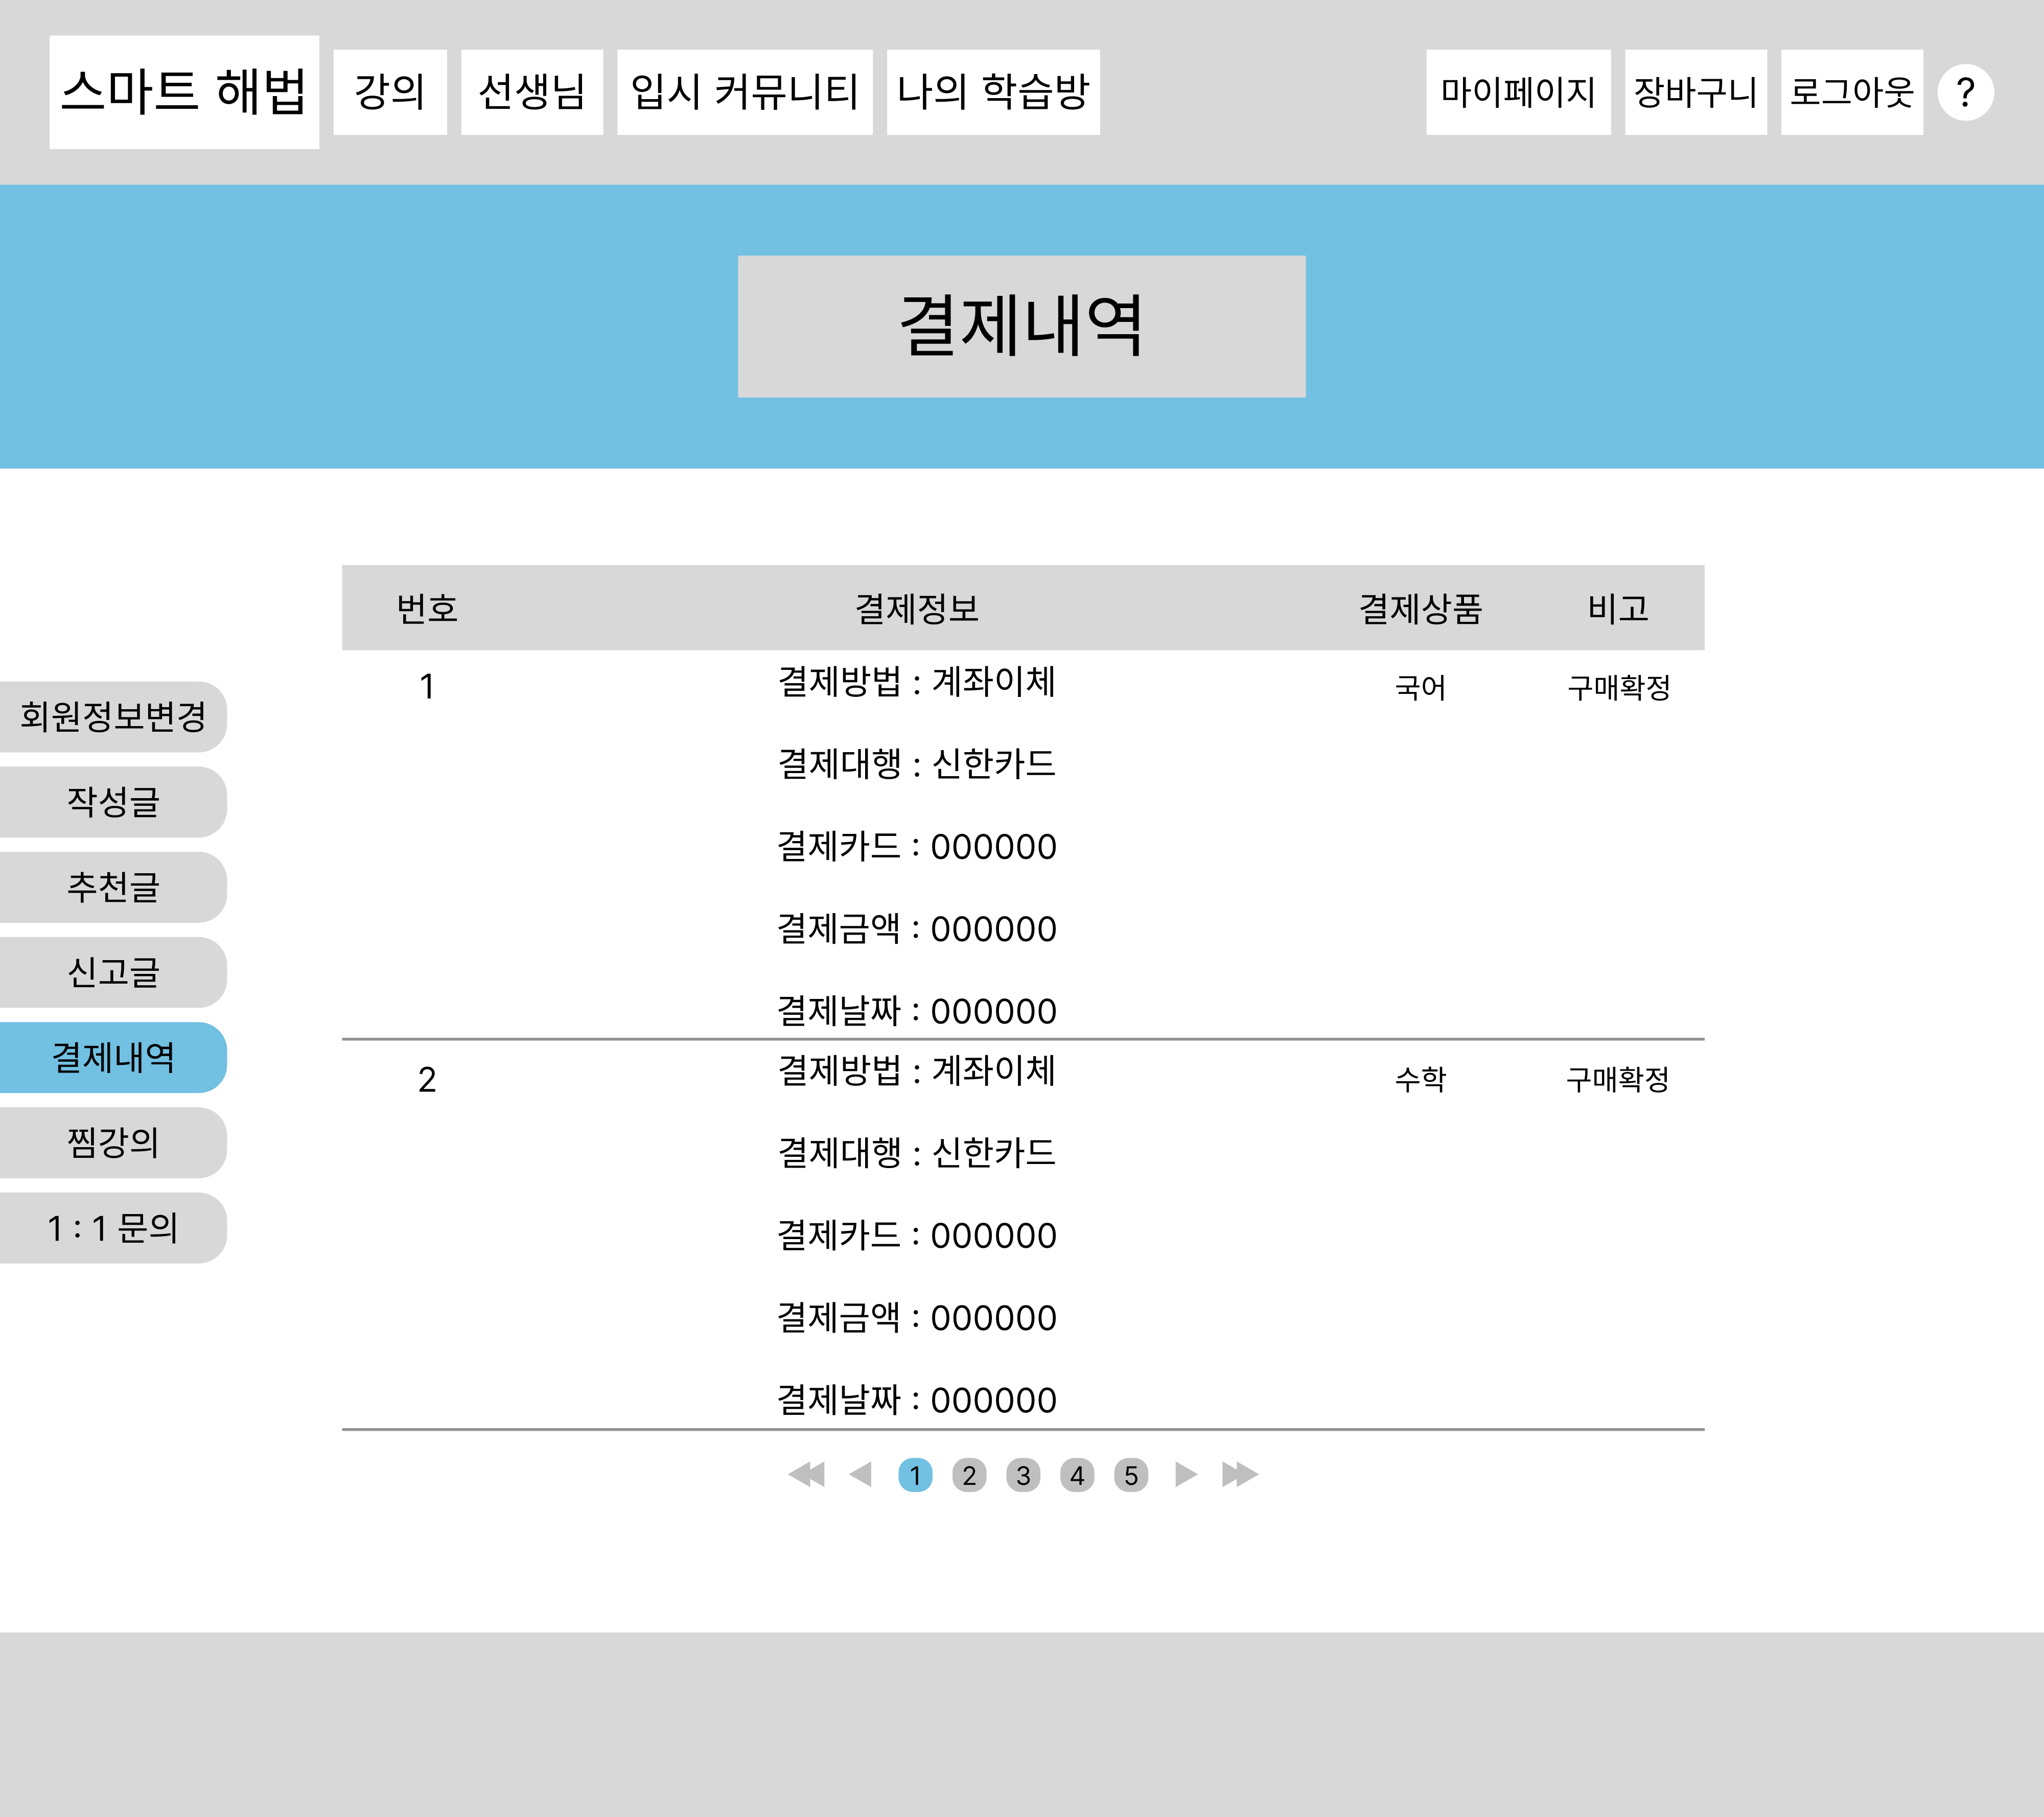 스마트 해법 강의 선생님 입시 커뮤니티 나의 학습방 마이페이지 장바구니 로그아웃 ?
결제내역
번호 결제정보 결제상품 비고
1 결제방법 : 계좌이체 국어 구매확정
결제대행 : 신한카드
결제카드 : 000000
결제금액 : 000000
결제날짜 : 000000
2 결제방법 : 계좌이체 수학 구매확정
결제대행 : 신한카드
결제카드 : 000000
결제금액 : 000000
결제날짜 : 000000
회원정보변경
작성글
추천글
신고글
결제내역
찜강의
1 : 1 문의
1 2 3 4 5